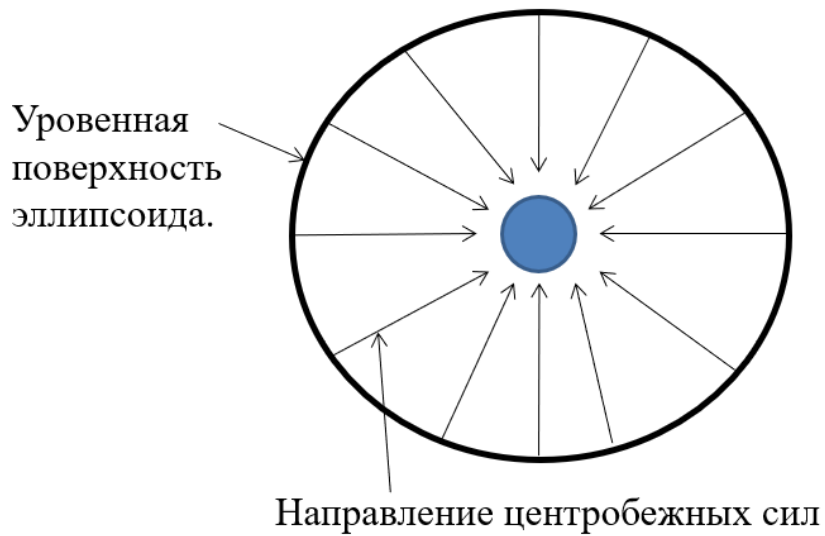 Уровенная
поверхность
эллипсоида.
Направление центробежных сил